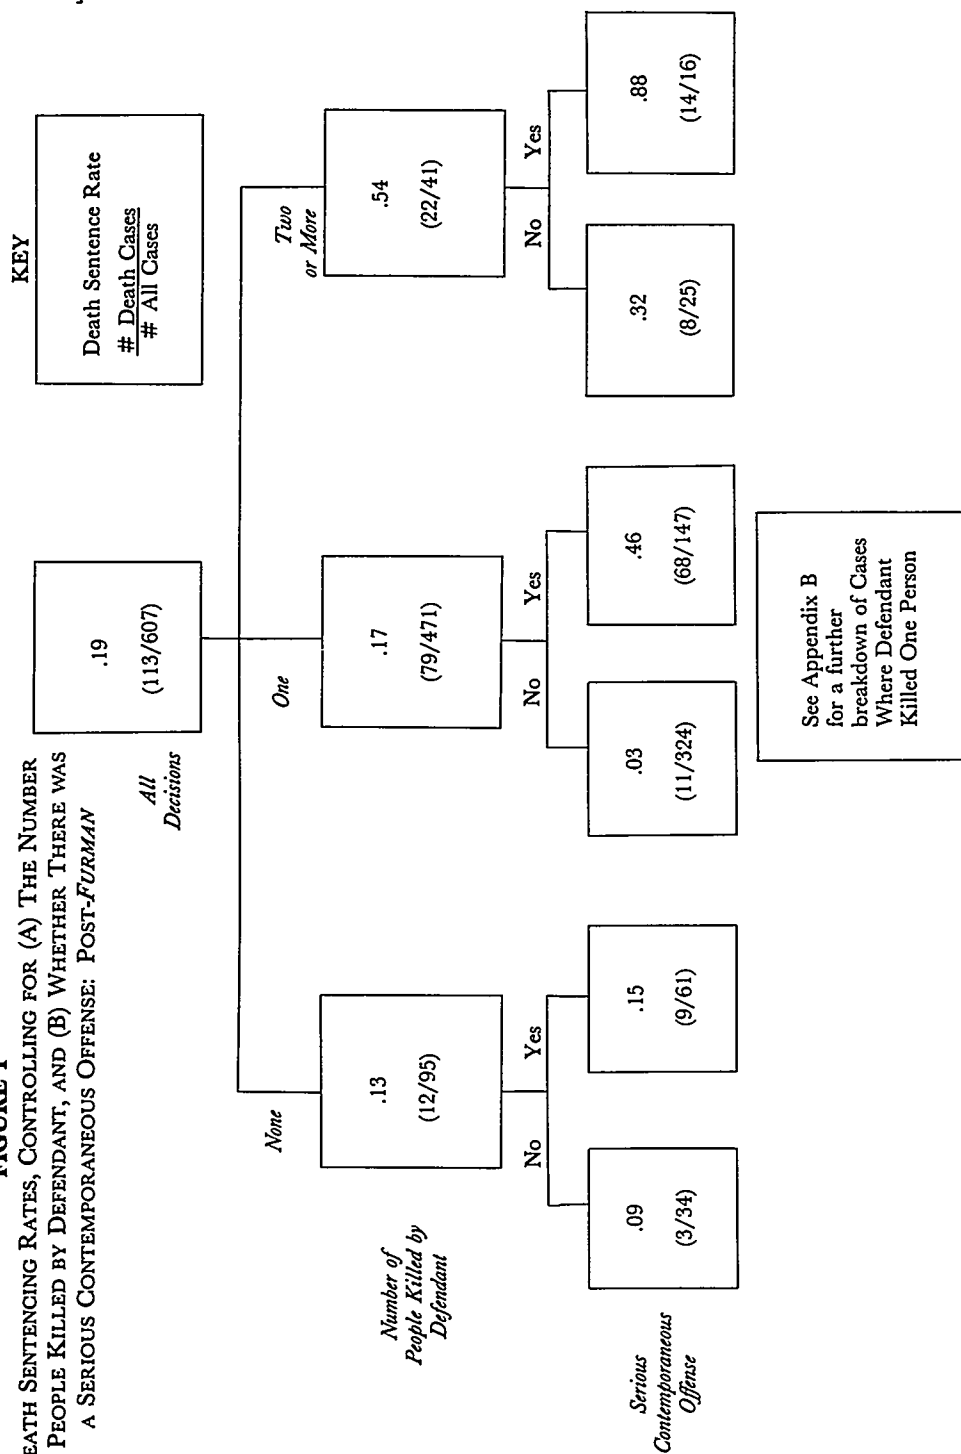 EATH SENTENCING RATES, CONTROLLING FOR (A) THE NUMBER
PEOPLE KILLED BY DEFENDANT, AND (B) WHETHER THERE WAS
A SERIOUS CONTEMPORANEOUS OFFENSE: POST-FURMAN
KEY
Death Sentence Rate
# Death Cases
# All Cases
All
Decisions
.19
(113/607)
None
One
Two
or More
Number of
People Killed by
Defendant
.13
(12/95)
.17
(79/471)
.54
(22/41)
No
Yes
No
Yes
No
Yes
Serious
Contemporaneous
Offense
.09
(3/34)
.15
(9/61)
.03
(11/324)
.46
(68/147)
.32
(8/25)
.88
(14/16)
See Appendix B
for a further
breakdown of Cases
Where Defendant
Killed One Person